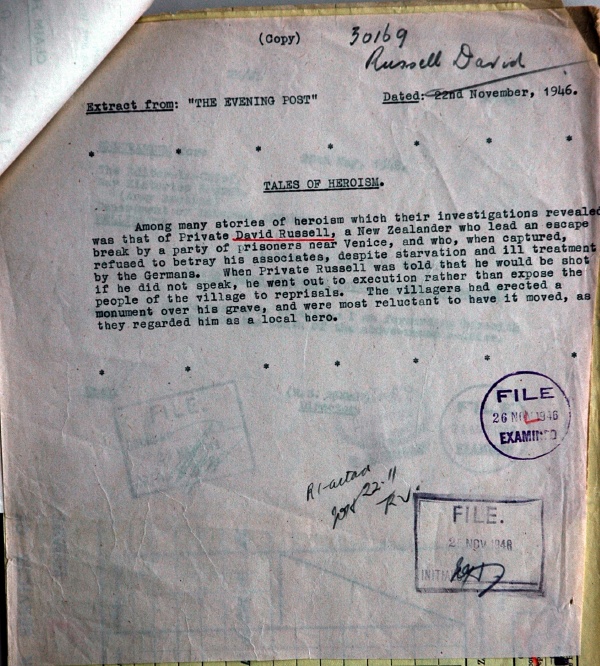 (Copy)
30169
Russell David
Extract from: "THE EVENING POST"
Dated: 22nd November, 1946.
* * * * * *
TALES OF HEROISM.
Among many stories of heroism which their investigations revealed
was that of Private David Russell, a New Zealander who lead an escape
break by a party of prisoners near Venice, and who, when captured,
refused to betray his associates, despite starvation and ill treatment
by the Germans. When Private Russell was told that he would be shot
if he did not speak, he went out to execution rather than expose the
people of the village to reprisals. The villagers had erected a
monument over his grave, and were most reluctant to have it moved, as
they regarded him as a local hero.
* * * * * *
FILE
26 NOV 1946
EXAMINED
22.11
FILE.
NOV 1946